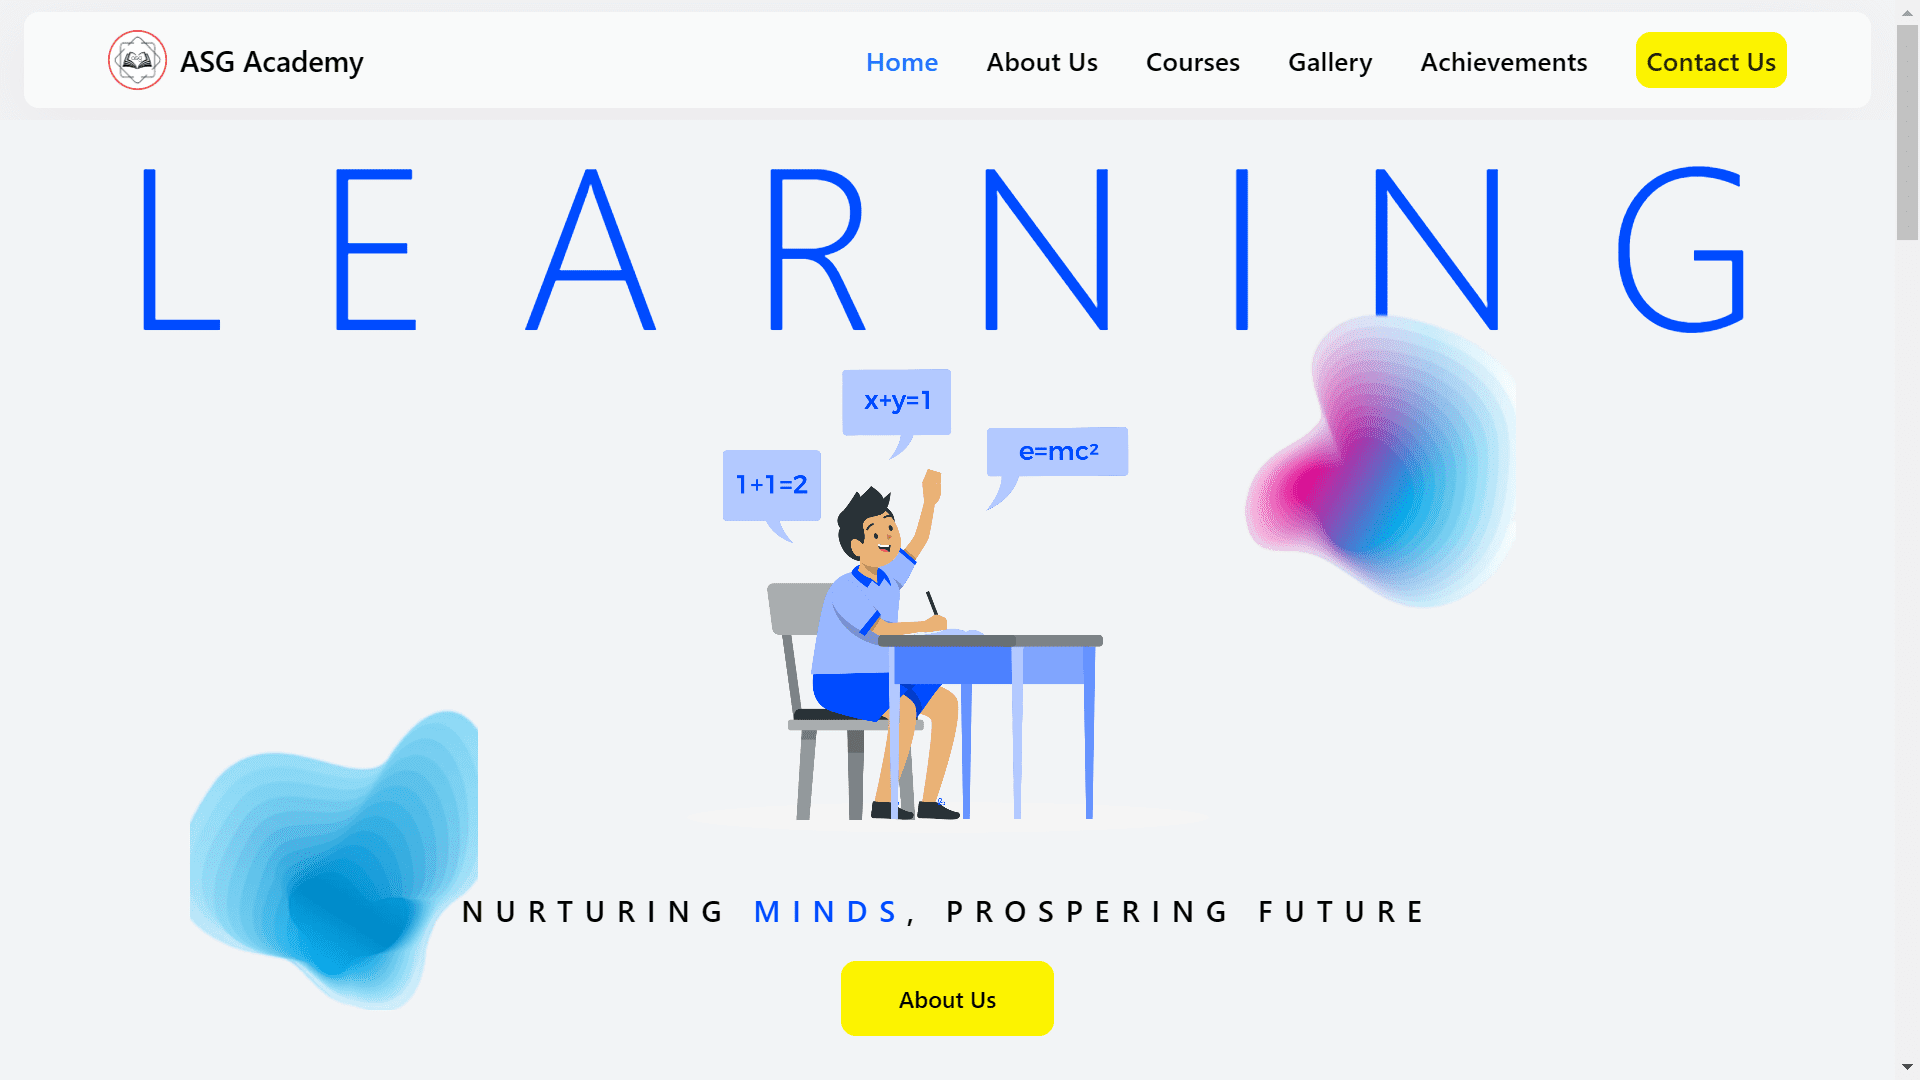 ASG Academy
Home About Us Courses Gallery Achievements Contact Us
LEARNING
x+y=1
e=mc²
1+1=2
NURTURING MINDS, PROSPERING FUTURE
About Us